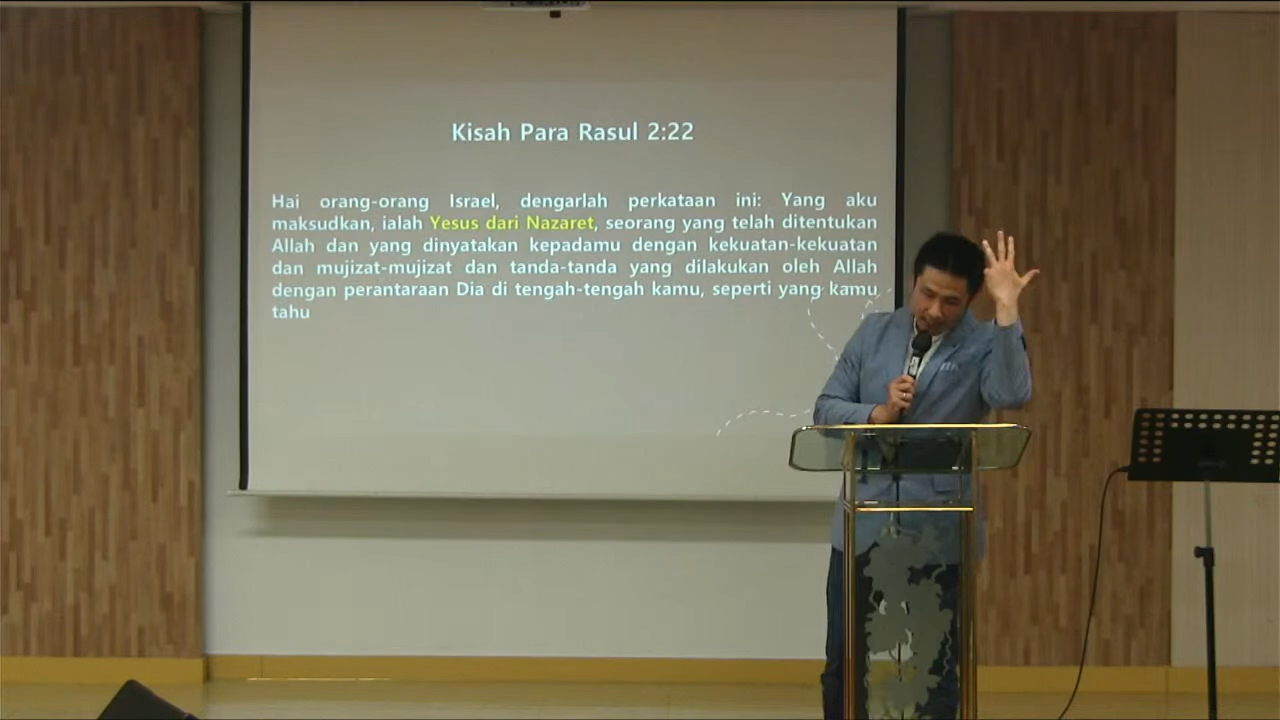 Kisah Para Rasul 2:22
Hai orang-orang Israel, dengarlah perkataan ini: Yang aku
maksudkan, ialah Yesus dari Nazaret, seorang yang telah ditentukan
Allah dan yang dinyatakan kepadamu dengan kekuatan-kekuatan
dan mujizat-mujizat dan tanda-tanda yang dilakukan oleh Allah
dengan perantaraan Dia di tengah-tengah kamu, seperti yang kamu
tahu